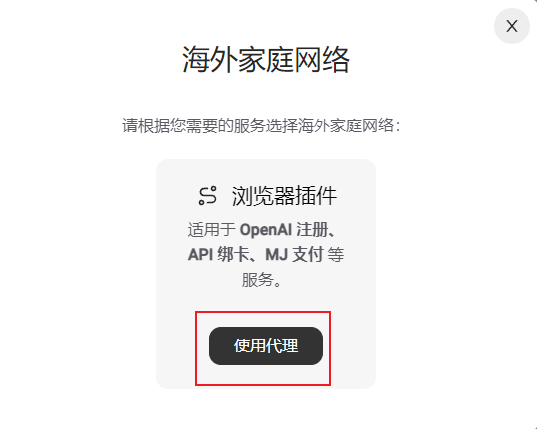 X
海外家庭网络
请根据您需要的服务选择海外家庭网络：
浏览器插件
适用于 OpenAI 注册、
API 绑卡、MJ 支付 等
服务。
使用代理